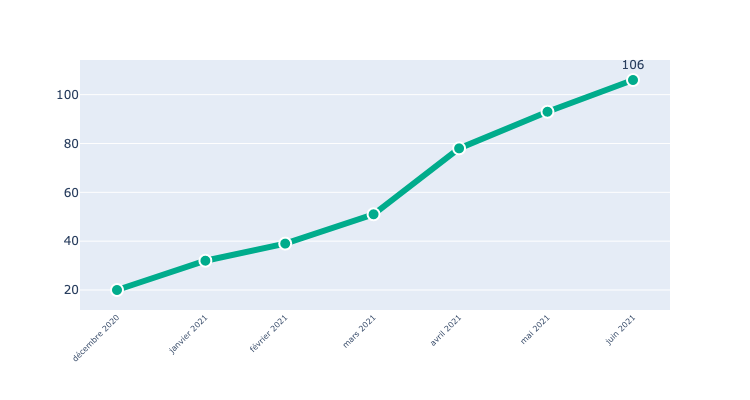 106
100
80
60
40
20
décembre 2020
janvier 2021
février 2021
mars 2021
avril 2021
mai 2021
juin 2021